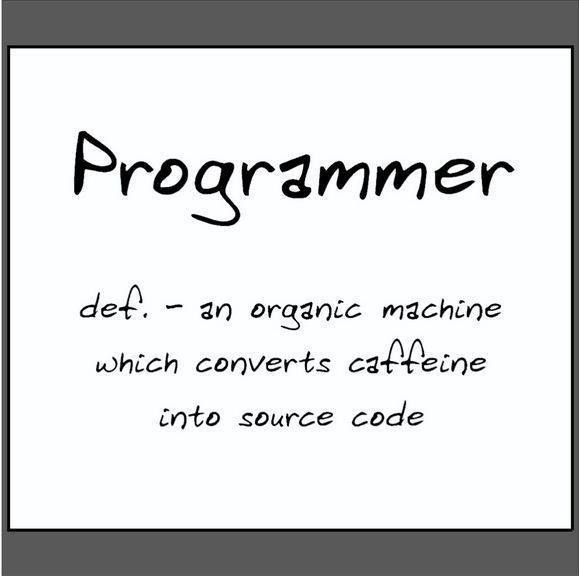 Programmer
def. - an organic machine
which converts caffeine
into source code